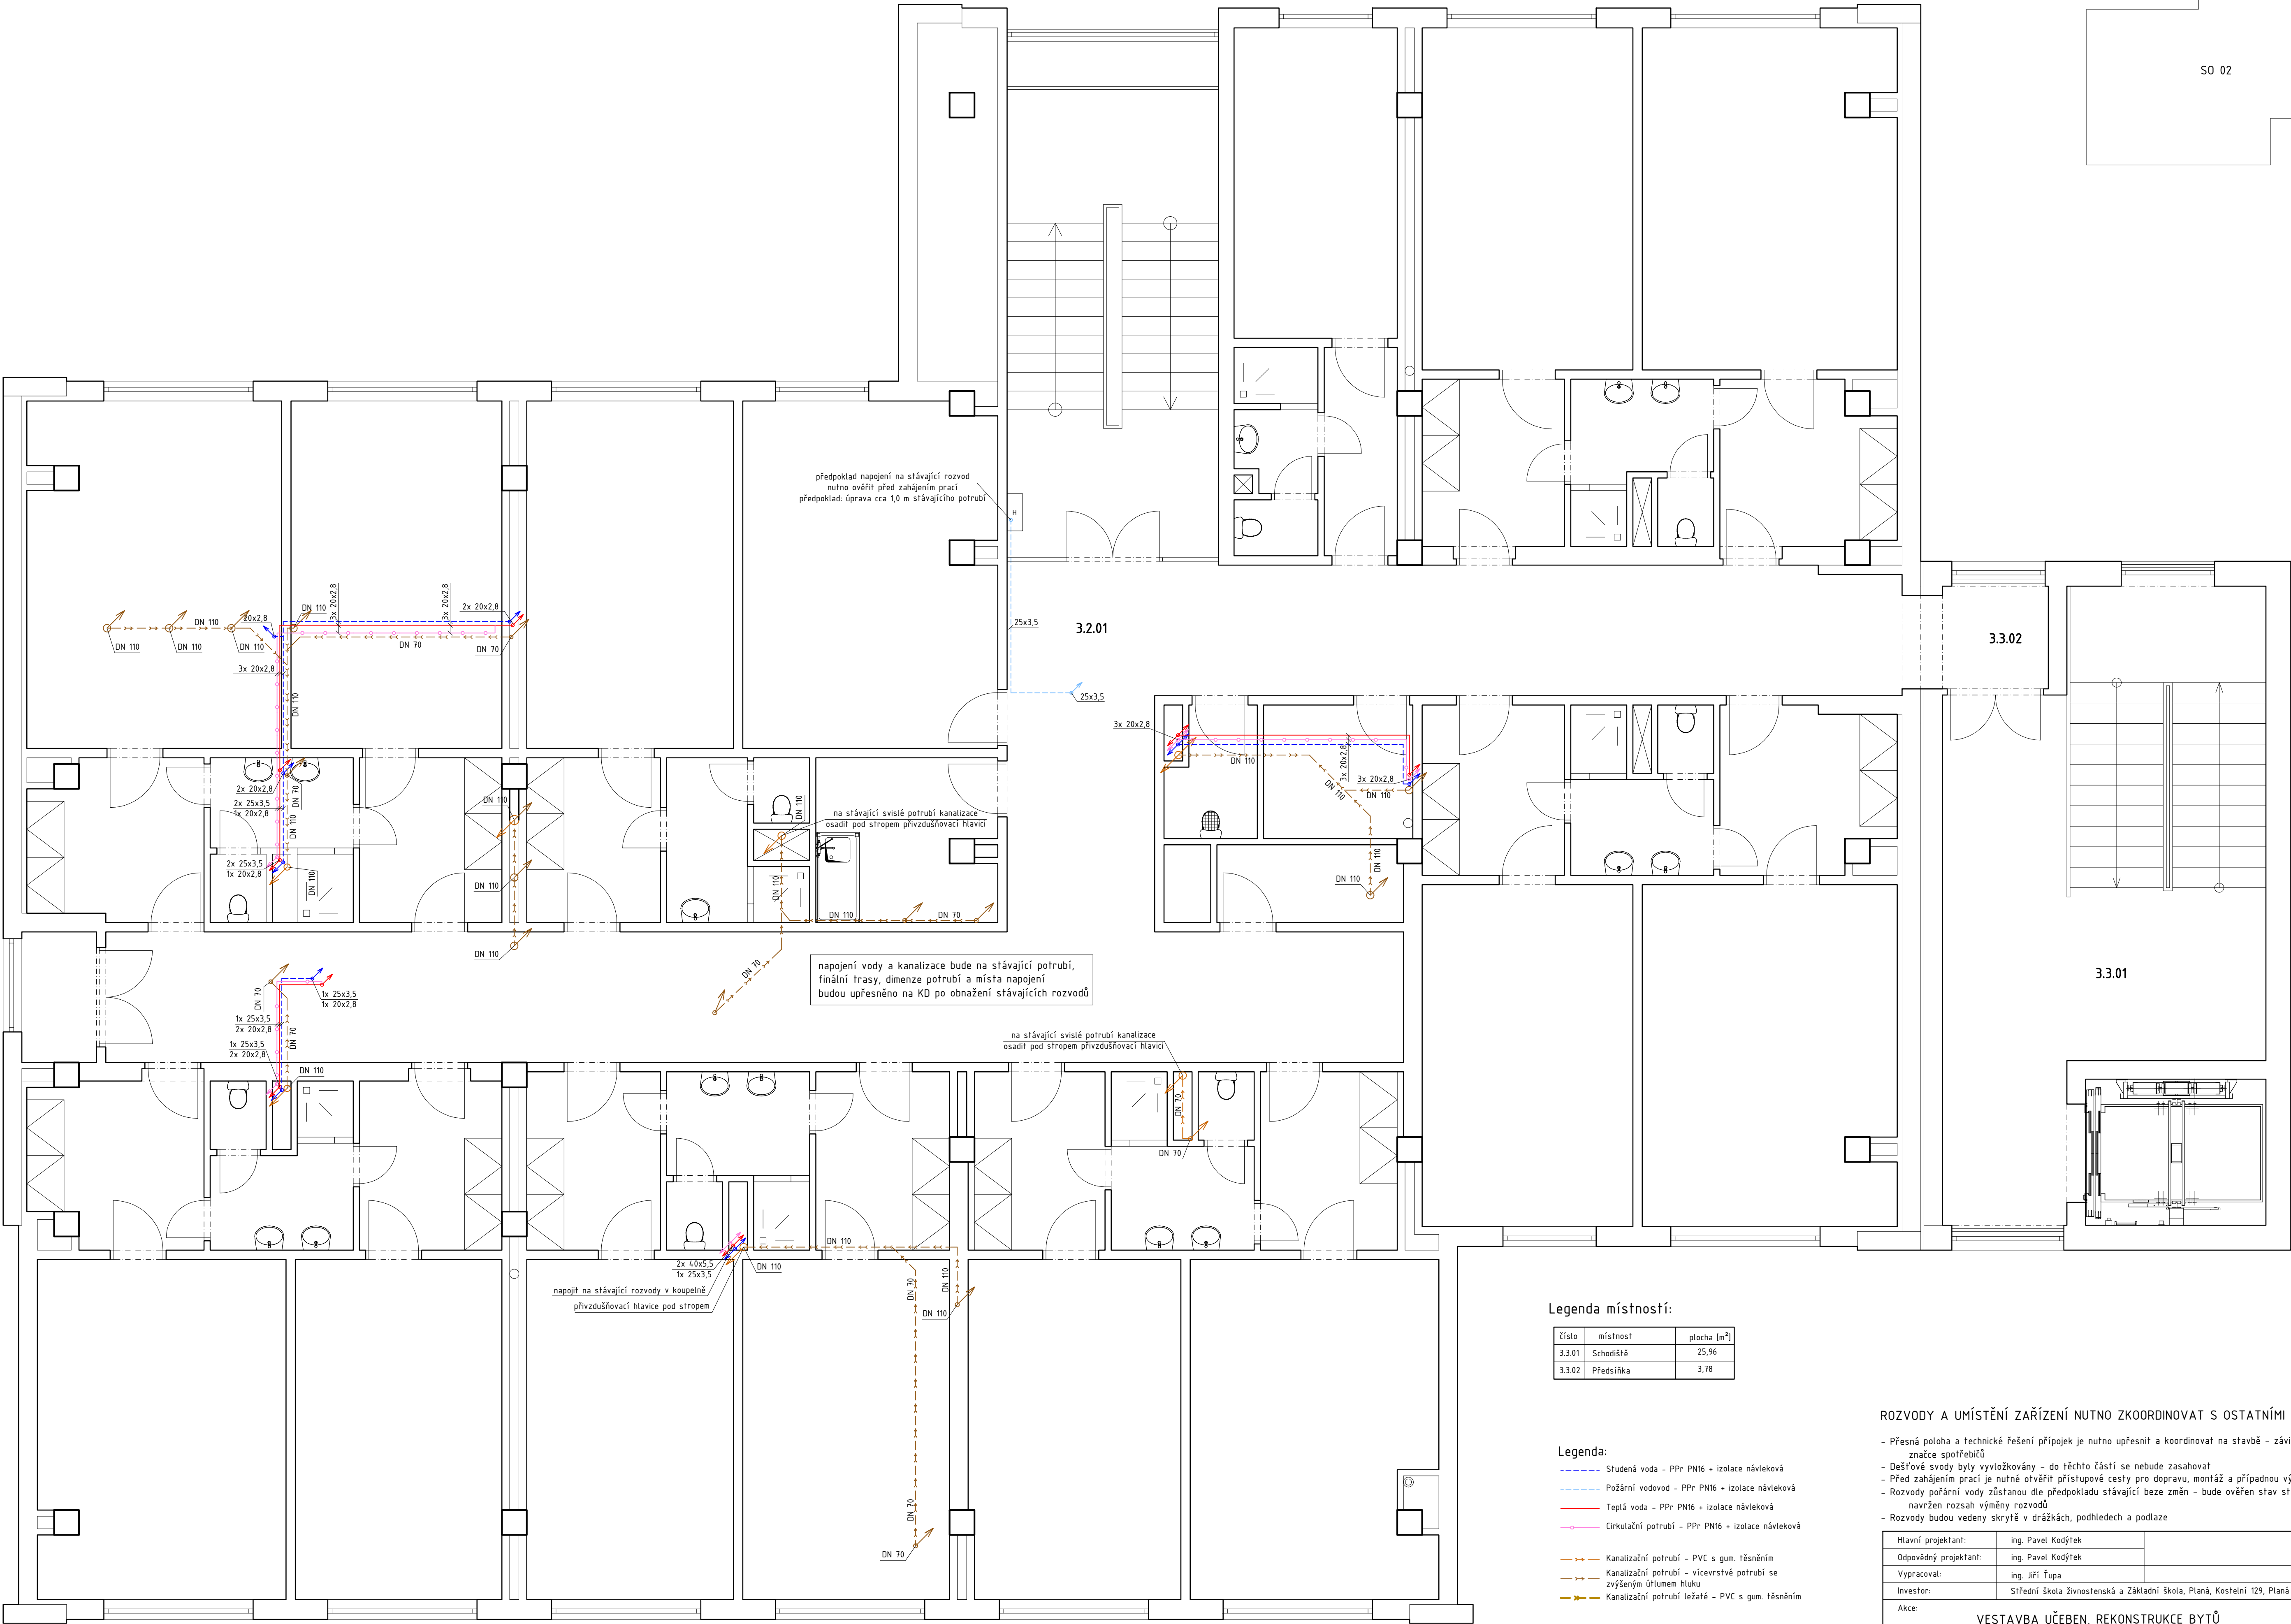 SO 02
předpoklad napojení na stávající rozvod
nutno ověřit před zahájením prací
předpoklad: úprava cca 1,0 m stávajícího potrubí
H
3x 20x2,8
3x 20x2,8
DN 110
2x 20x2,8
20x2,8
DN 110
DN 110
DN 110
DN 110
DN 70
DN 70
25x3,5
3.2.01
3.3.02
3x 20x2,8
DN 110
25x3,5
3x 20x2,8
DN 110
3x 20x2,8
3x 20x2,8
DN 110
DN 110
2x 20x2,8
DN 70
2x 25x3,5
1x 20x2,8
DN 110
DN 110
DN 110
na stávající svislé potrubí kanalizace
osadit pod stropem přivzdušňovací hlavici
2x 25x3,5
1x 20x2,8
DN 110
DN 110
DN 110
DN 110
DN 110
DN 110
DN 70
DN 110
napojení vody a kanalizace bude na stávající potrubí,
finální trasy, dimenze potrubí a místa napojení
budou upřesněno na KD po obnažení stávajících rozvodů
DN 70
3.3.01
DN 70
1x 25x3,5
1x 20x2,8
1x 25x3,5
2x 20x2,8
DN 70
1x 25x3,5
2x 20x2,8
DN 110
na stávající svislé potrubí kanalizace
osadit pod stropem přivzdušňovací hlavici
DN 70
DN 70
DN 110
2x 40x5,5
1x 25x3,5
DN 110
napojit na stávající rozvody v koupelně
přivzdušňovací hlavice pod stropem
DN 70
DN 110
DN 110
DN 70
DN 70
Legenda místností:
číslo místnost plocha [m²]
3.3.01 Schodiště 25,96
3.3.02 Předsíňka 3,78
Legenda:
Studená voda - PPr PN16 + izolace návleková
Požární vodovod - PPr PN16 + izolace návleková
Teplá voda - PPr PN16 + izolace návleková
Cirkulační potrubí - PPr PN16 + izolace návleková
Kanalizační potrubí - PVC s gum. těsněním
Kanalizační potrubí - vícevrstvé potrubí se
zvýšeným útlumem hluku
Kanalizační potrubí ležaté - PVC s gum. těsněním
ROZVODY A UMÍSTĚNÍ ZAŘÍZENÍ NUTNO ZKOORDINOVAT S OSTATNÍMI
- Přesná poloha a technické řešení přípojek je nutno upřesnit a koordinovat na stavbě - závi
značce spotřebičů
- Dešťové svody byly vyvložkovány - do těchto částí se nebude zasahovat
- Před zahájením prací je nutné otvěřit přístupové cesty pro dopravu, montáž a případnou vý
- Rozvody pořární vody zůstanou dle předpokladu stávající beze změn - bude ověřen stav st
navržen rozsah výměny rozvodů
- Rozvody budou vedeny skrytě v drážkách, podhledech a podlaze
Hlavní projektant: ing. Pavel Kodýtek
Odpovědný projektant: ing. Pavel Kodýtek
Vypracoval: ing. Jiří Ťupa
Investor: Střední škola živnostenská a Základní škola, Planá, Kostelní 129, Planá
Akce:
VESTAVBA UČEBEN, REKONSTRUKCE BYTŮ